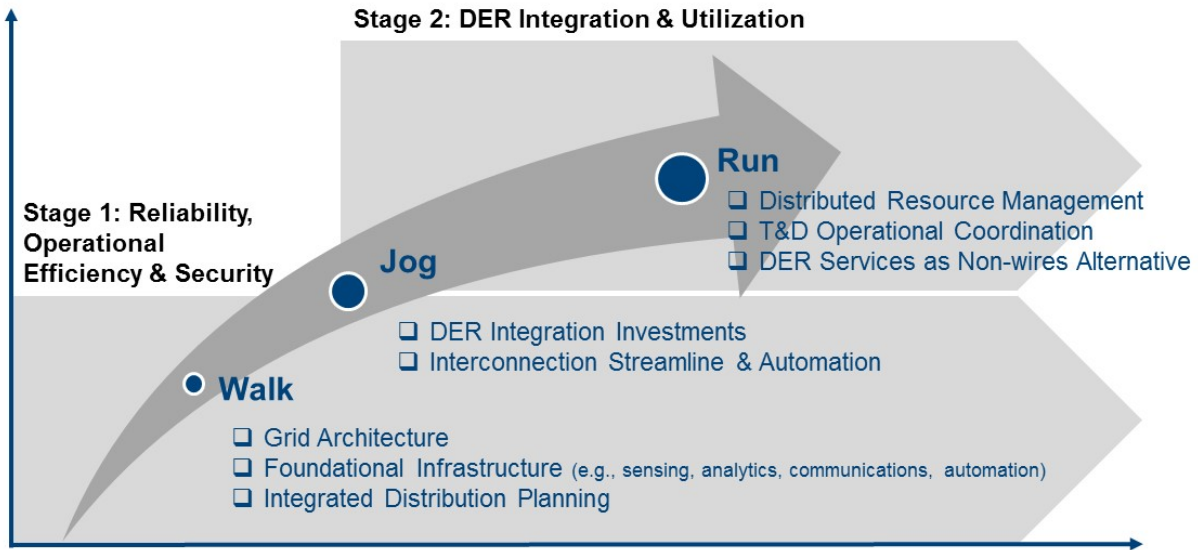 Stage 2: DER Integration & Utilization
Run
❑ Distributed Resource Management
❑ T&D Operational Coordination
❑ DER Services as Non-wires Alternative
Stage 1: Reliability,
Operational
Efficiency & Security
Jog
❑ DER Integration Investments
❑ Interconnection Streamline & Automation
Walk
❑ Grid Architecture
❑ Foundational Infrastructure (e.g., sensing, analytics, communications, automation)
❑ Integrated Distribution Planning